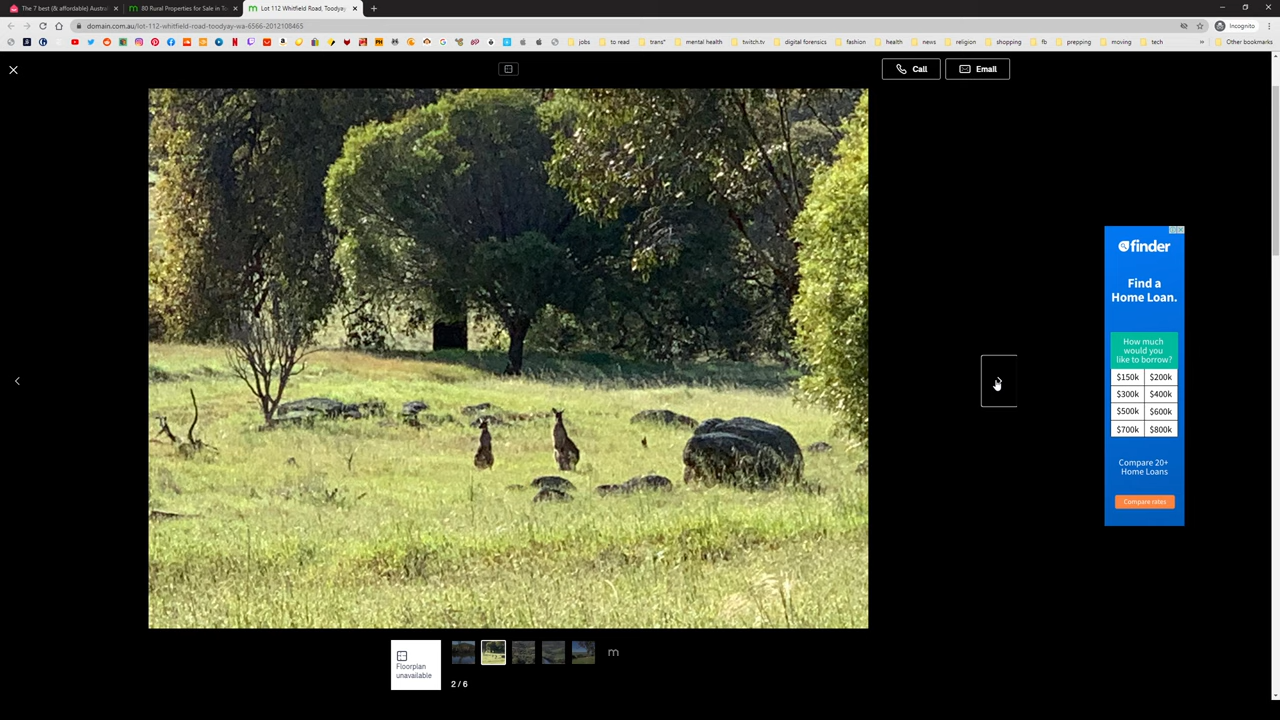 The 7 best (& affordable) Austral
80 Rural Properties for Sale in T
Lot 112 Whitfield Road, Toodyay
domain.com.au/lot-112-whitfield-road-toodyay-wa-6566-2012108465
Incognito
jobs
to read
trans*
mental health
twitch.tv
digital forensics
fashion
health
news
religion
shopping
fb
prepping
moving
tech
»
Other bookmarks
Call
Email
finder
Find a
Home Loan.
How much
would you
like to borrow?
$150k $200k
$300k $400k
$500k $600k
$700k $800k
Compare 20+
Home Loans
Compare rates
Floorplan
unavailable
m
2 / 6